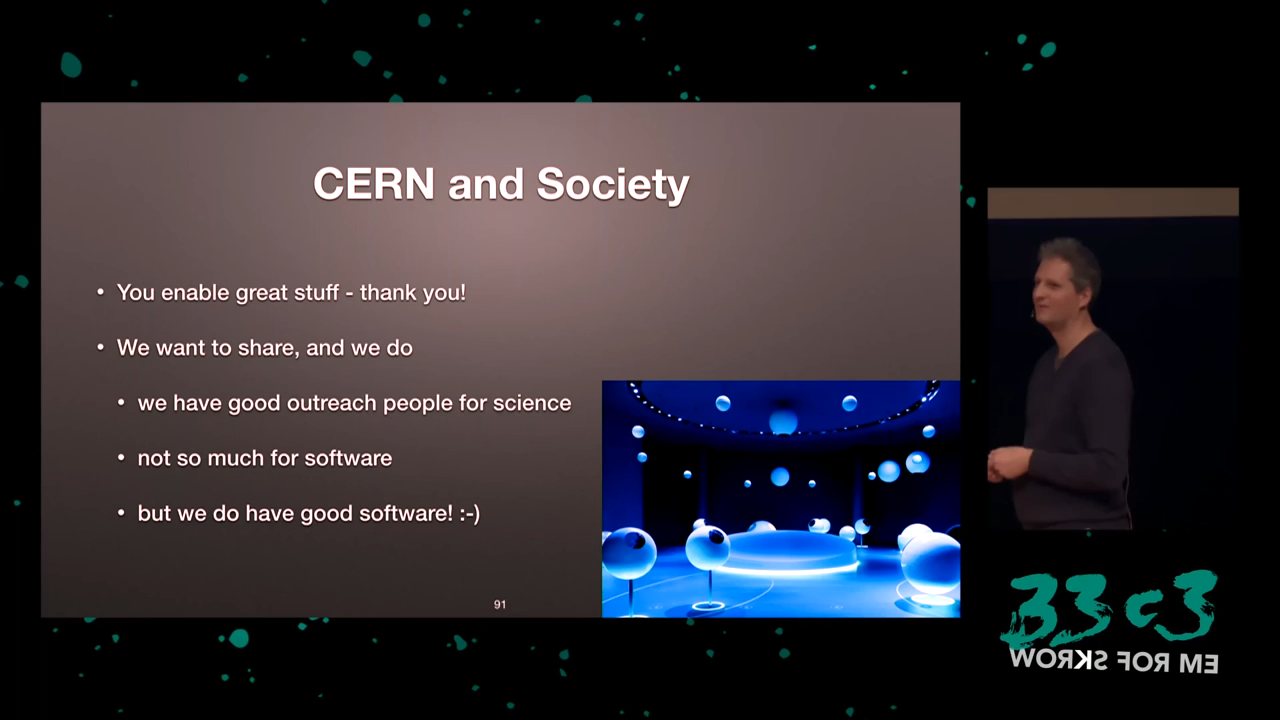 CERN and Society
• You enable great stuff - thank you!
• We want to share, and we do
• we have good outreach people for science
• not so much for software
• but we do have good software! :-)
91
33c3
WORKS FOR ME